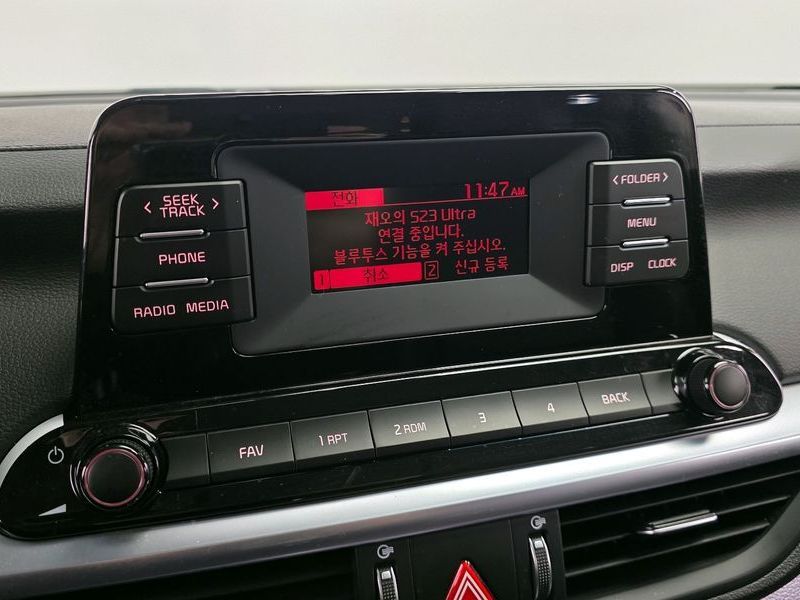 전화 11:47 AM
재오의 S23 Ultra
연결 중입니다.
블루투스 기능을 켜 주십시오.
1 취소 2 신규 등록
< SEEK >
TRACK
PHONE
RADIO MEDIA
< FOLDER >
MENU
DISP CLOCK
FAV 1 RPT 2 RDM 3 4 BACK